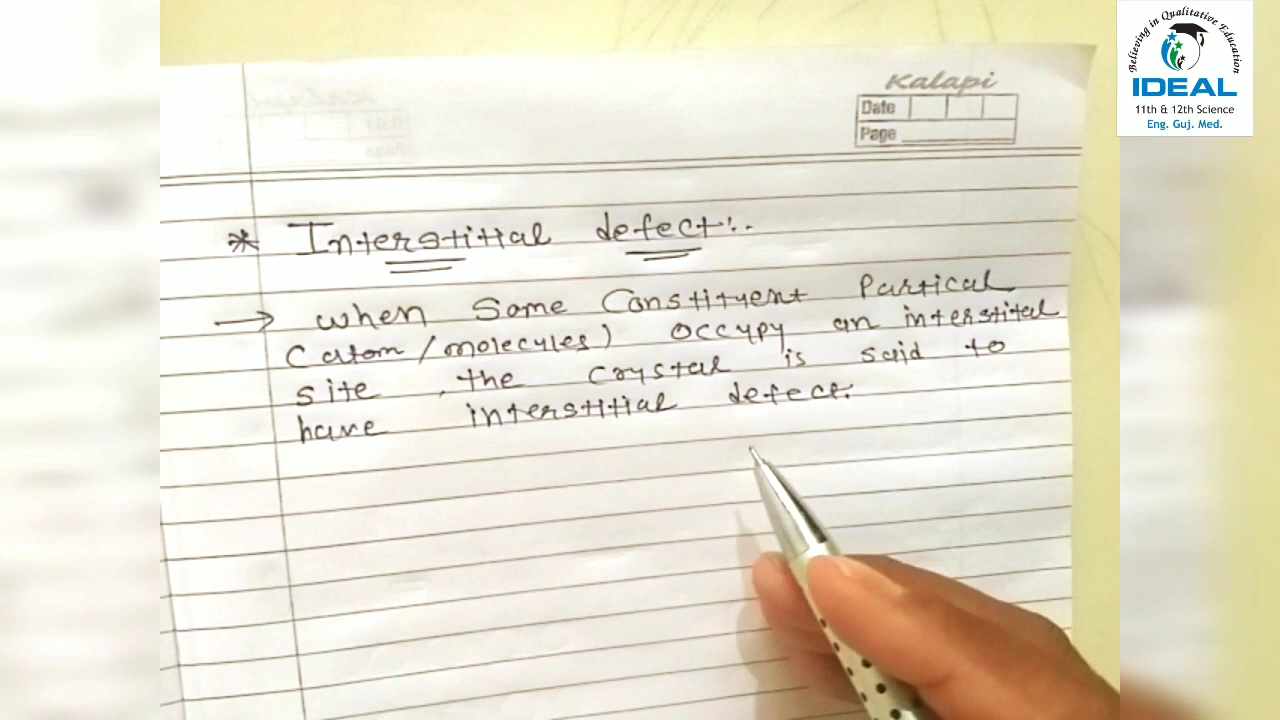 Believing in Qualitative Education
IDEAL
11th & 12th Science
Eng. Guj. Med.
Kalapi
Date
Page
* Interstitial defect:.
→ When Some Constituent Partical
(atom/molecules) occupy an interstital
site, the crystal is said to
have interstitial defect.